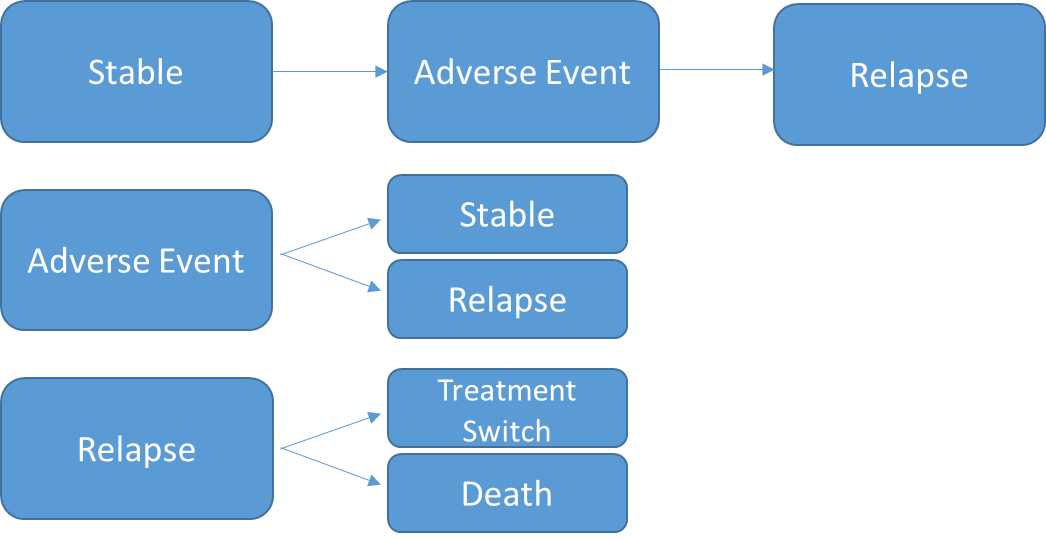 Stable
Adverse Event
Relapse
Adverse Event
Stable
Relapse
Relapse
Treatment
Switch
Death